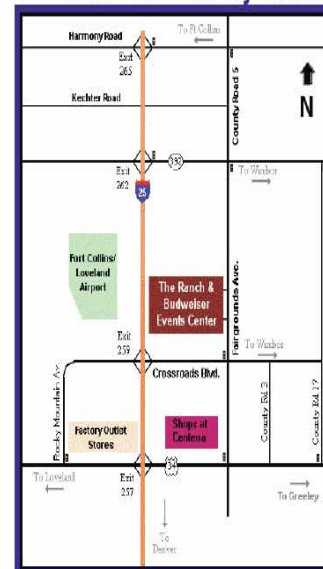 Harmony Road
To Ft Collins
Exit
265
County Road 5
Kechter Road
N
392
Exit
262
To Windsor
25
Fort Collins/
Loveland
Airport
The Ranch &
Budweiser
Events Center
Fairgrounds Ave.
Exit
259
To Windsor
Crossroads Blvd.
Rocky Mountain Av
County Rd 3
County Rd 17
Factory Outlet
Stores
Shops at
Centerra
34
To Loveland
Exit
257
To Greeley
To
Denver